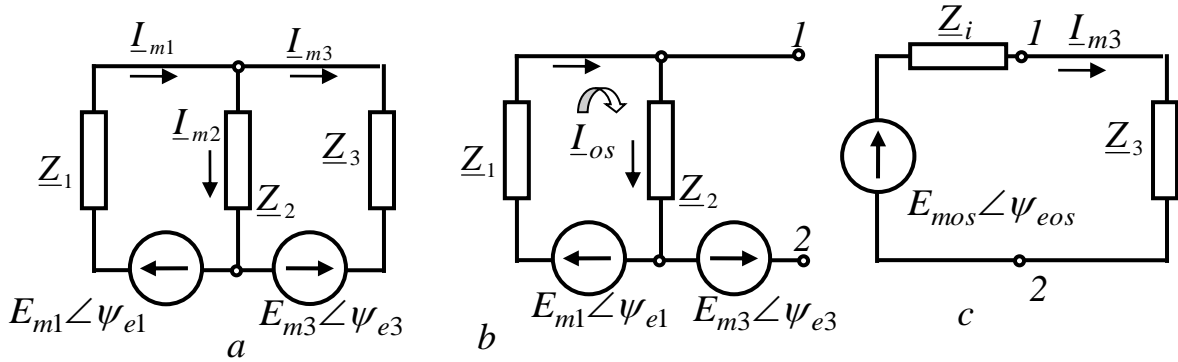 I_m1 I_m3
I_m2
Z_1 Z_2 Z_3
E_m1∠ψ_e1 E_m3∠ψ_e3
a
1
I_os
Z_1 Z_2
2
E_m1∠ψ_e1 E_m3∠ψ_e3
b
Z_i 1 I_m3
Z_3
E_mos∠ψ_eos
2
c